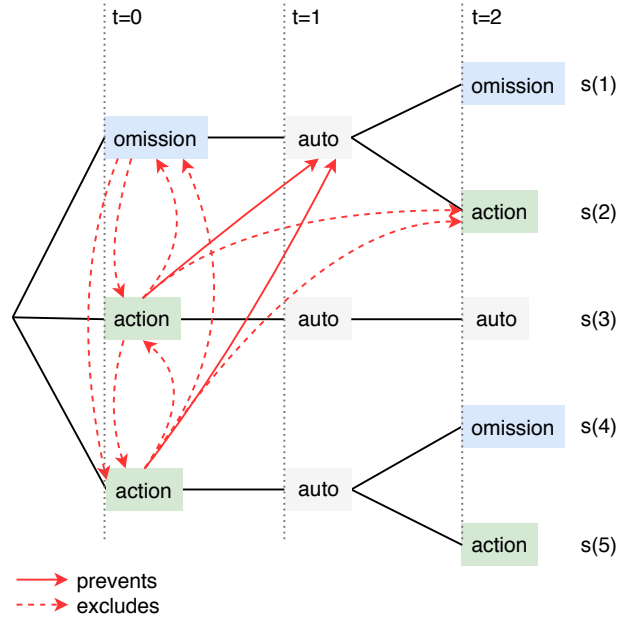 t=0 t=1 t=2
omission s(1)
omission auto
action s(2)
action auto auto s(3)
omission s(4)
action auto
action s(5)
prevents
excludes